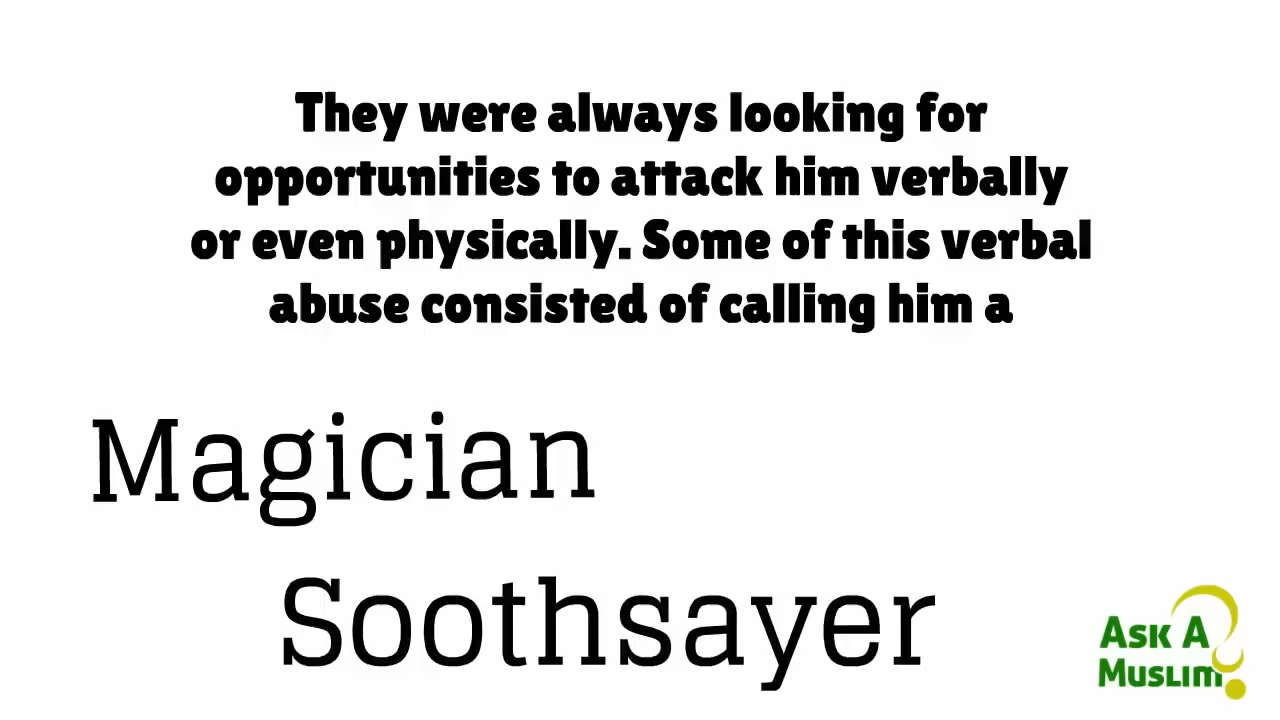 They were always looking for
opportunities to attack him verbally
or even physically. Some of this verbal
abuse consisted of calling him a
Magician
Soothsayer
Ask A
Muslim